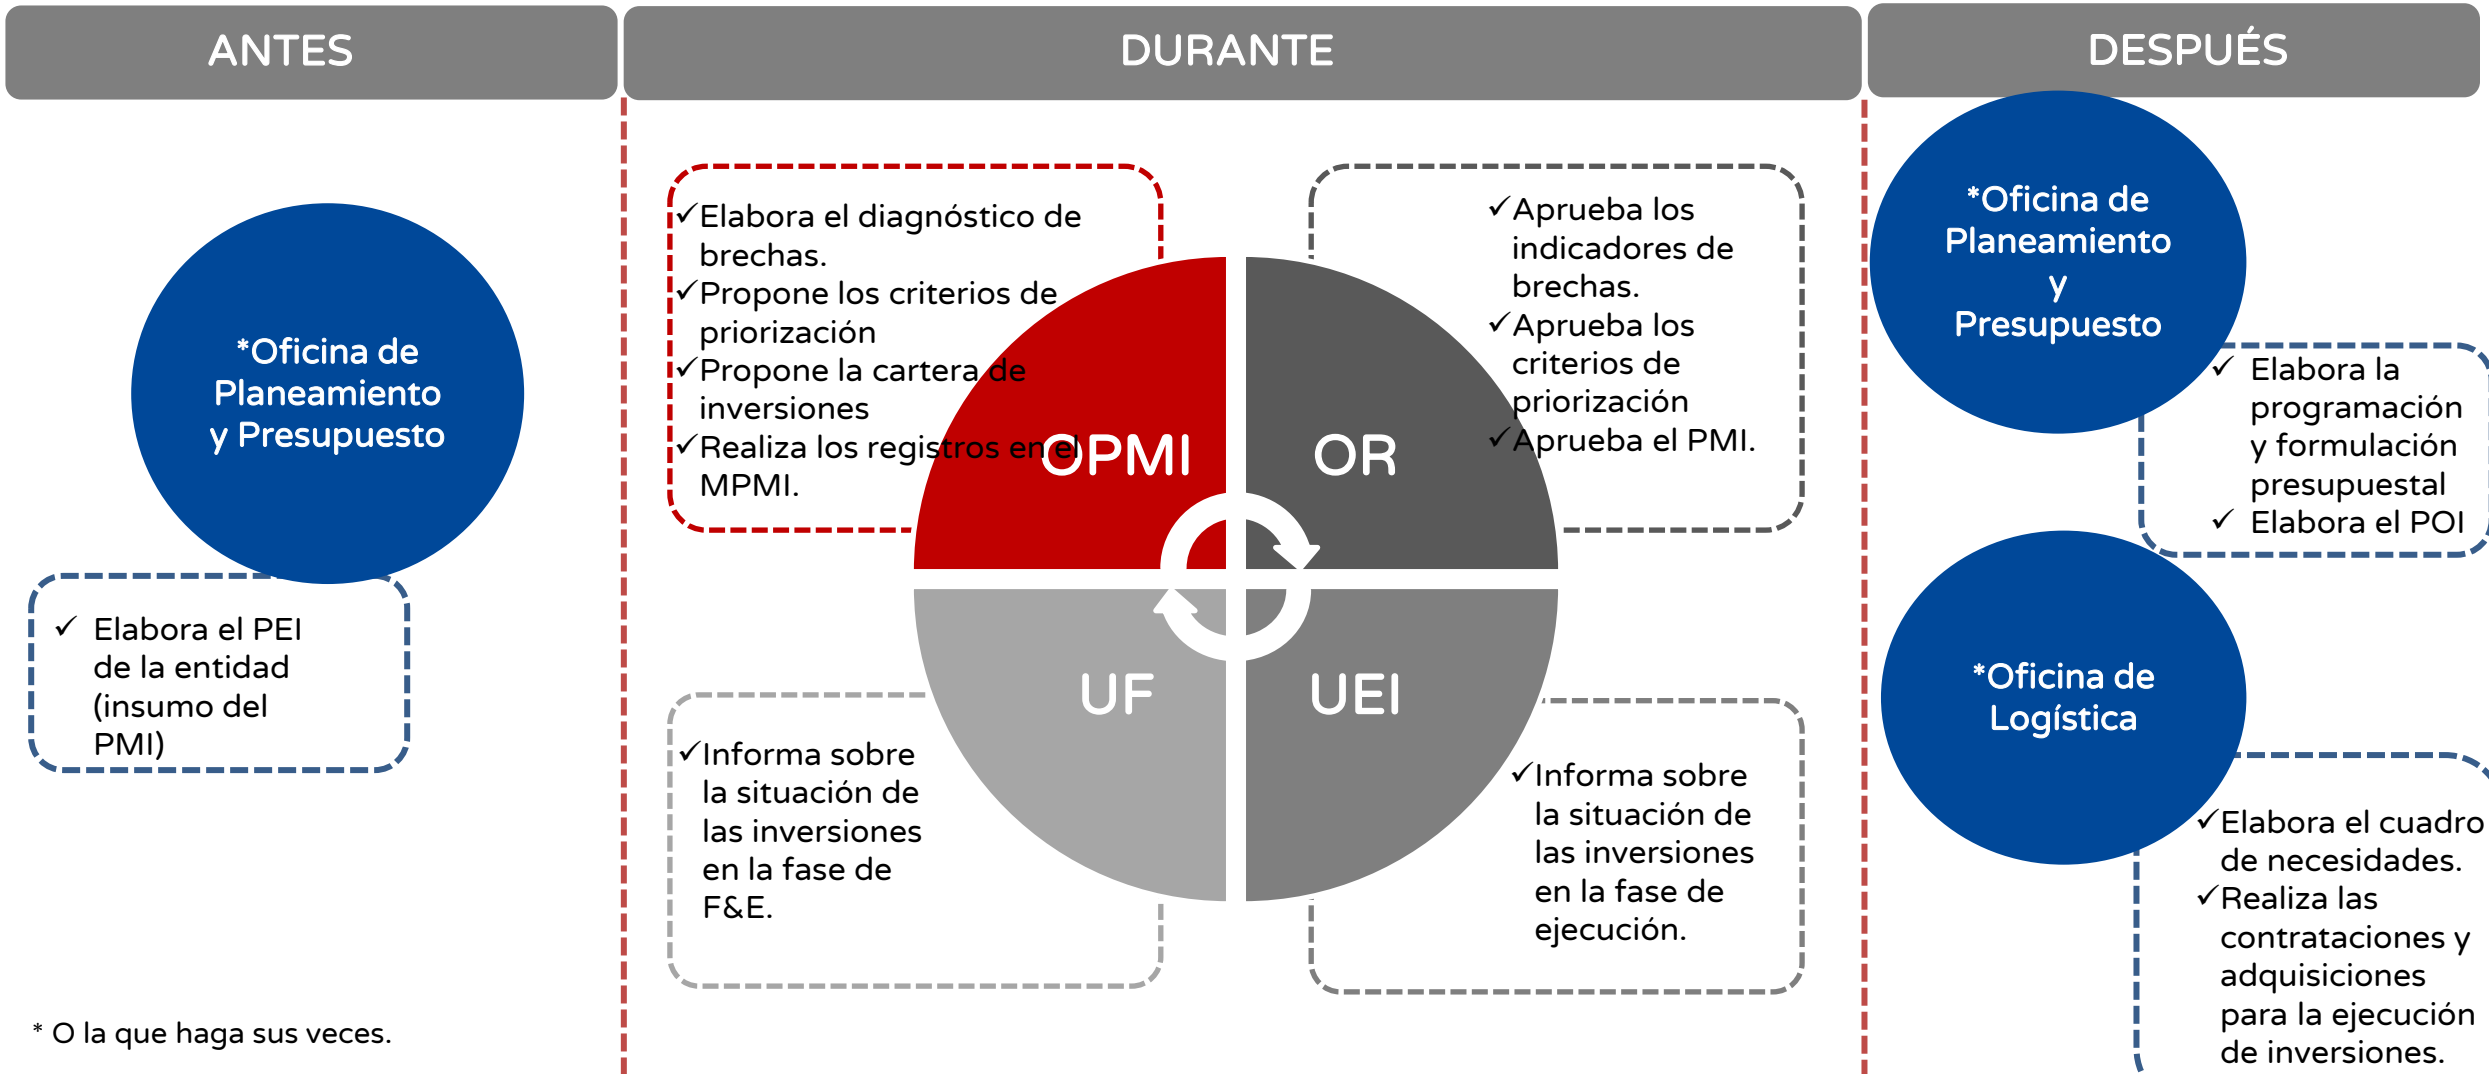 ANTES
DURANTE
DESPUÉS
*Oficina de
Planeamiento
y Presupuesto
✓ Elabora el PEI
de la entidad
(insumo del
PMI)
* O la que haga sus veces.
✓Elabora el diagnóstico de
brechas.
✓Propone los criterios de
priorización
✓Propone la cartera de
inversiones
✓Realiza los registros en el
MPMI.
OPMI
✓Aprueba los
indicadores de
brechas.
✓Aprueba los
criterios de
priorización
✓Aprueba el PMI.
OR
UF
✓Informa sobre
la situación de
las inversiones
en la fase de
F&E.
UEI
✓Informa sobre
la situación de
las inversiones
en la fase de
ejecución.
*Oficina de
Planeamiento
y
Presupuesto
✓ Elabora la
programación
y formulación
presupuestal
✓ Elabora el POI
*Oficina de
Logística
✓Elabora el cuadro
de necesidades.
✓Realiza las
contrataciones y
adquisiciones
para la ejecución
de inversiones.